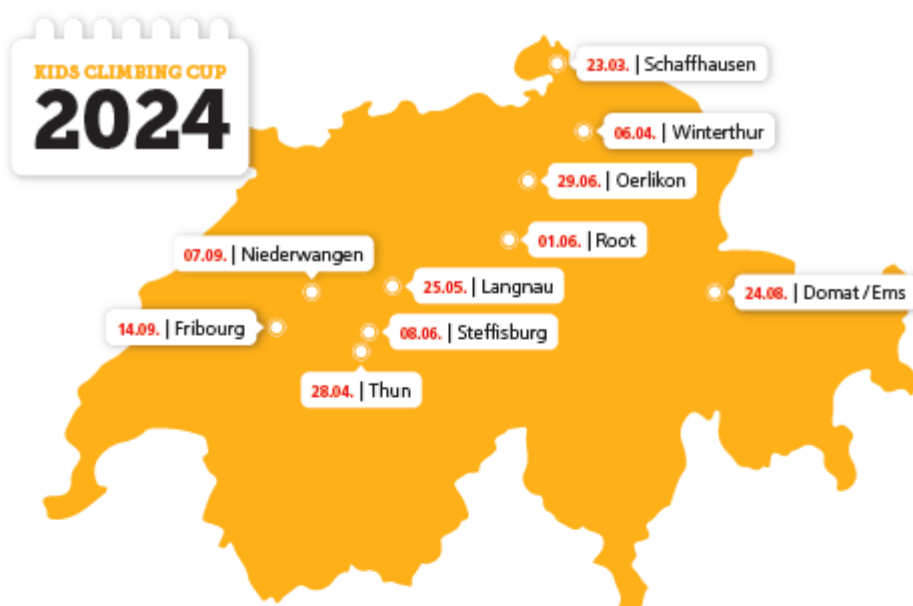 KIDS CLIMBING CUP
2024
23.03. | Schaffhausen
06.04. | Winterthur
29.06. | Oerlikon
01.06. | Root
07.09. | Niederwangen
25.05. | Langnau
24.08. | Domat/Ems
14.09. | Fribourg
08.06. | Steffisburg
28.04. | Thun